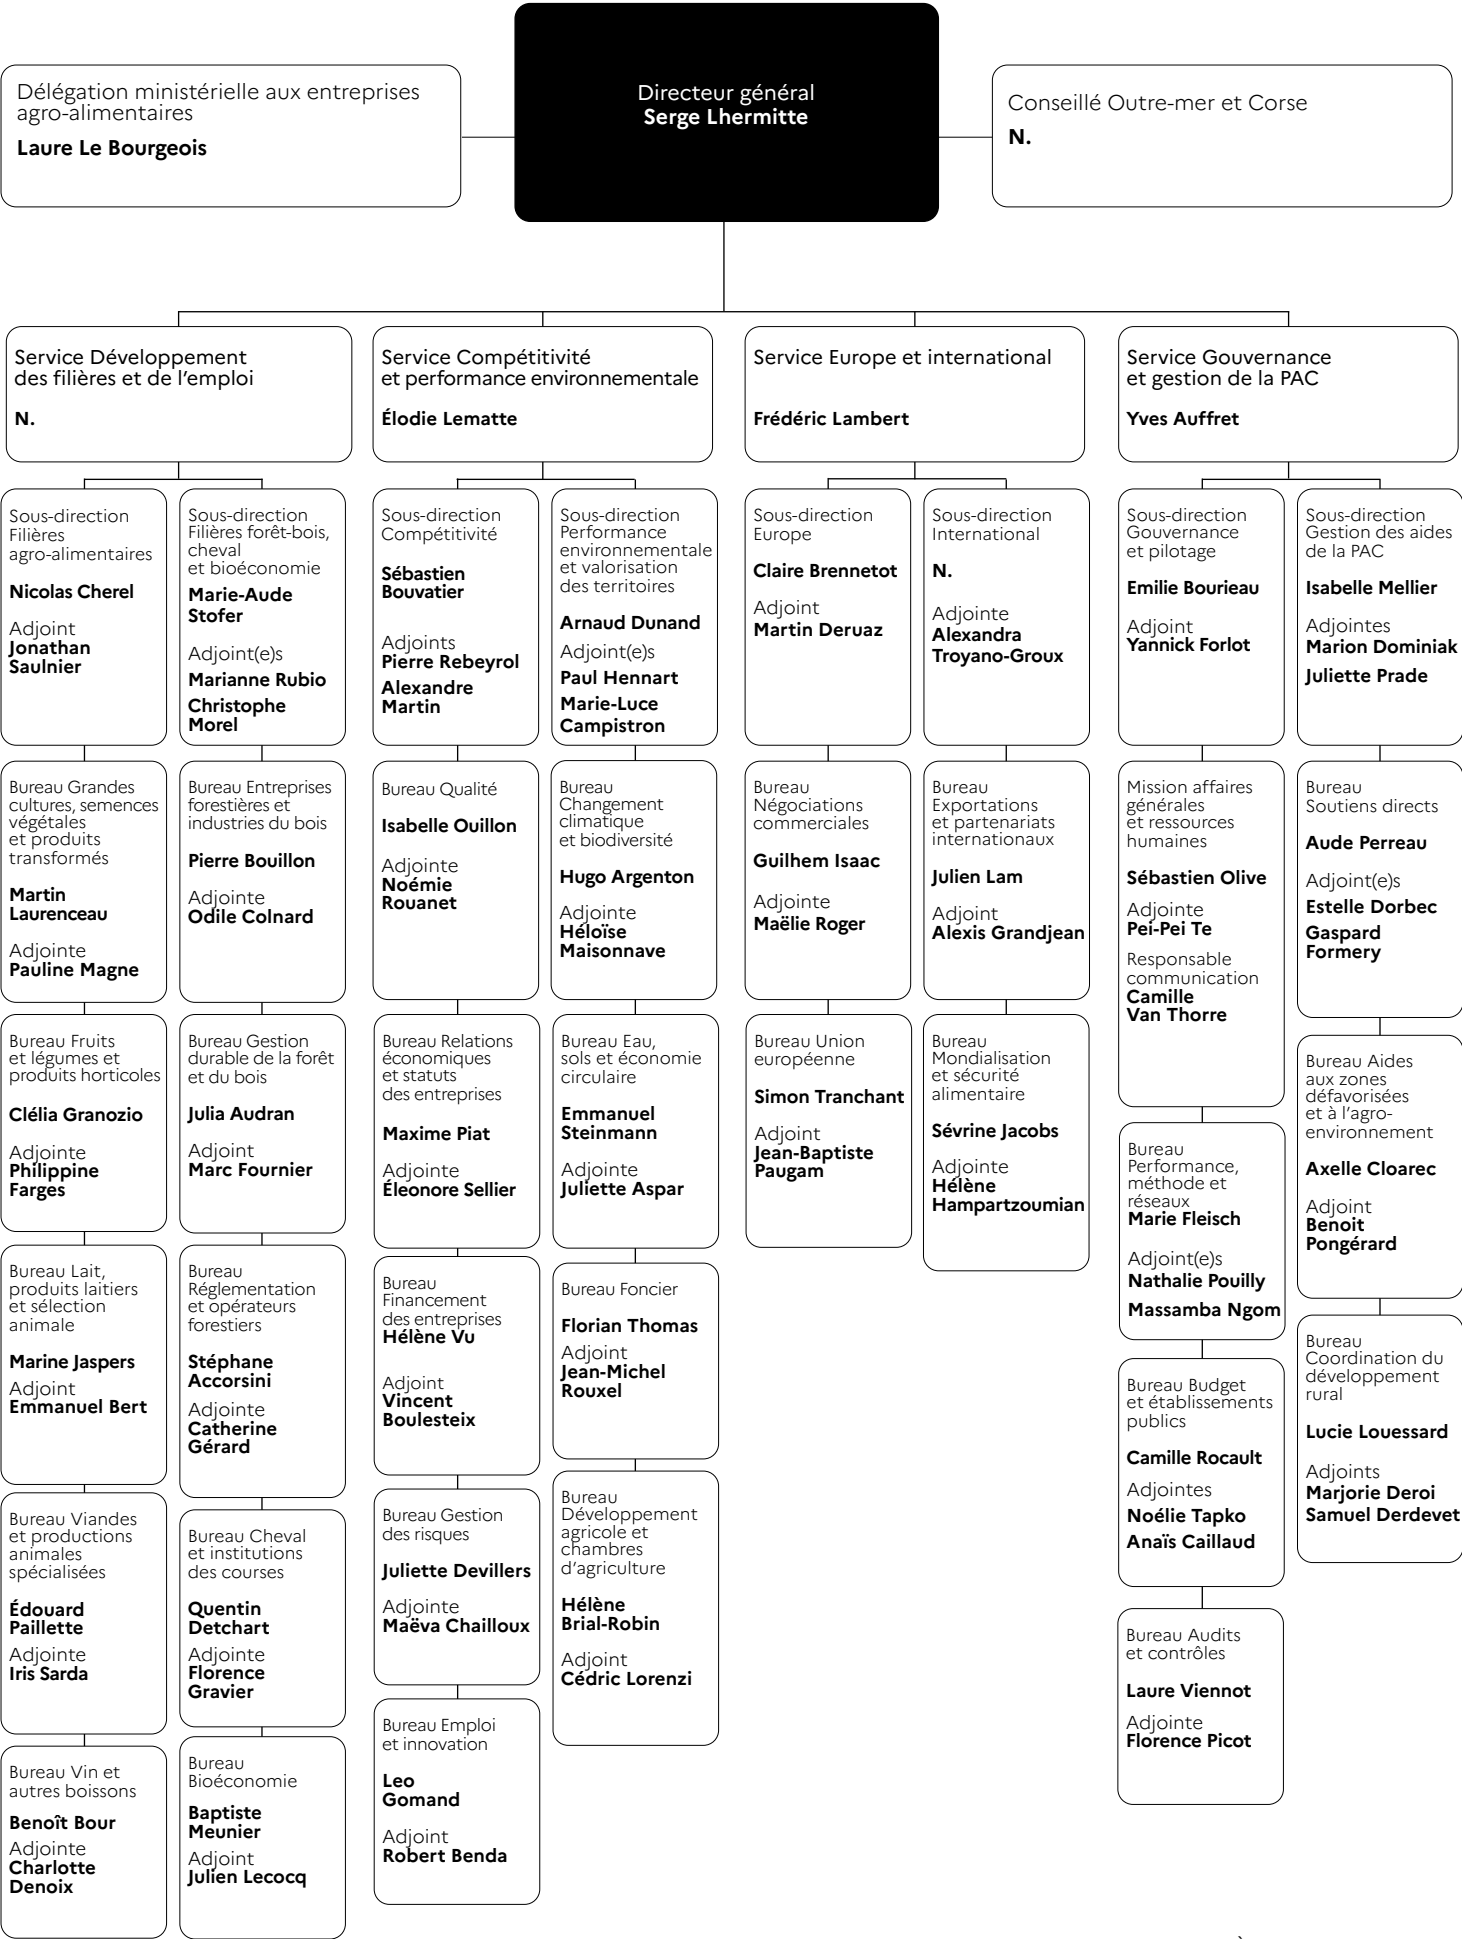 Délégation ministérielle aux entreprises
agro-alimentaires
Laure Le Bourgeois
Directeur général
Serge Lhermitte
Conseillé Outre-mer et Corse
N.
Service Développement
des filières et de l'emploi
N.
Service Compétitivité
et performance environnementale
Élodie Lematte
Service Europe et international
Frédéric Lambert
Service Gouvernance
et gestion de la PAC
Yves Auffret
Sous-direction
Filières
agro-alimentaires
Nicolas Cherel
Adjoint
Jonathan
Saulnier
Sous-direction
Filières forêt-bois,
cheval
et bioéconomie
Marie-Aude
Stofer
Adjoint(e)s
Marianne Rubio
Christophe
Morel
Sous-direction
Compétitivité
Sébastien
Bouvatier
Adjoints
Pierre Rebeyrol
Alexandre
Martin
Sous-direction
Performance
environnementale
et valorisation
des territoires
Arnaud Dunand
Adjoint(e)s
Paul Hennart
Marie-Luce
Campistron
Sous-direction
Europe
Claire Brennetot
Adjoint
Martin Deruaz
Sous-direction
International
N.
Adjointe
Alexandra
Troyano-Groux
Sous-direction
Gouvernance
et pilotage
Emilie Bourieau
Adjoint
Yannick Forlot
Sous-direction
Gestion des aides
de la PAC
Isabelle Mellier
Adjointes
Marion Dominiak
Juliette Prade
Bureau Grandes
cultures, semences
végétales
et produits
transformés
Martin
Laurenceau
Adjointe
Pauline Magne
Bureau Entreprises
forestières et
industries du bois
Pierre Bouillon
Adjointe
Odile Colnard
Bureau Qualité
Isabelle Ouillon
Adjointe
Noémie
Rouanet
Bureau
Changement
climatique
et biodiversité
Hugo Argenton
Adjointe
Héloïse
Maisonnave
Bureau
Négociations
commerciales
Guilhem Isaac
Adjointe
Maëlie Roger
Bureau
Exportations
et partenariats
internationaux
Julien Lam
Adjoint
Alexis Grandjean
Mission affaires
générales
et ressources
humaines
Sébastien Olive
Adjointe
Pei-Pei Te
Responsable
communication
Camille
Van Thorre
Bureau
Soutiens directs
Aude Perreau
Adjoint(e)s
Estelle Dorbec
Gaspard
Formery
Bureau Fruits
et légumes et
produits horticoles
Clélia Granozio
Adjointe
Philippine
Farges
Bureau Gestion
durable de la forêt
et du bois
Julia Audran
Adjoint
Marc Fournier
Bureau Relations
économiques
et statuts
des entreprises
Maxime Piat
Adjointe
Éleonore Sellier
Bureau Eau,
sols et économie
circulaire
Emmanuel
Steinmann
Adjointe
Juliette Aspar
Bureau Union
européenne
Simon Tranchant
Adjoint
Jean-Baptiste
Paugam
Bureau
Mondialisation
et sécurité
alimentaire
Sévrine Jacobs
Adjointe
Hélène
Hampartzoumian
Bureau
Performance,
méthode et
réseaux
Marie Fleisch
Adjoint(e)s
Nathalie Pouilly
Massamba Ngom
Bureau Aides
aux zones
défavorisées
et à l'agro-
environnement
Axelle Cloarec
Adjoint
Benoit
Pongérard
Bureau Lait,
produits laitiers
et sélection
animale
Marine Jaspers
Adjoint
Emmanuel Bert
Bureau
Réglementation
et opérateurs
forestiers
Stéphane
Accorsini
Adjointe
Catherine
Gérard
Bureau
Financement
des entreprises
Hélène Vu
Adjoint
Vincent
Boulesteix
Bureau Foncier
Florian Thomas
Adjoint
Jean-Michel
Rouxel
Bureau Budget
et établissements
publics
Camille Rocault
Adjointes
Noélie Tapko
Anaïs Caillaud
Bureau
Coordination du
développement
rural
Lucie Louessard
Adjoints
Marjorie Deroi
Samuel Derdevet
Bureau Viandes
et productions
animales
spécialisées
Édouard
Paillette
Adjointe
Iris Sarda
Bureau Cheval
et institutions
des courses
Quentin
Detchart
Adjointe
Florence
Gravier
Bureau Gestion
des risques
Juliette Devillers
Adjointe
Maëva Chailloux
Bureau
Développement
agricole et
chambres
d'agriculture
Hélène
Brial-Robin
Adjoint
Cédric Lorenzi
Bureau Audits
et contrôles
Laure Viennot
Adjointe
Florence Picot
Bureau Vin et
autres boissons
Benoît Bour
Adjointe
Charlotte
Denoix
Bureau
Bioéconomie
Baptiste
Meunier
Adjoint
Julien Lecocq
Bureau Emploi
et innovation
Leo
Gomand
Adjoint
Robert Benda